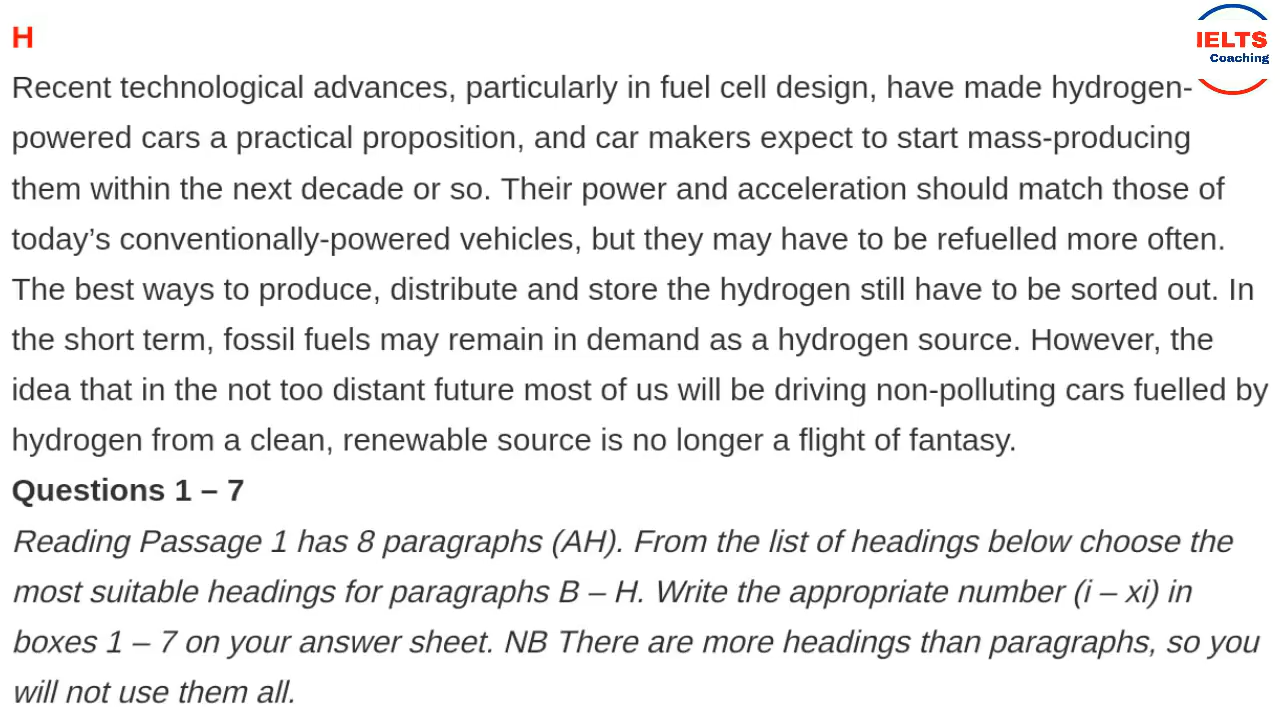 H
IELTS
Coaching
Recent technological advances, particularly in fuel cell design, have made hydrogen-
powered cars a practical proposition, and car makers expect to start mass-producing
them within the next decade or so. Their power and acceleration should match those of
today’s conventionally-powered vehicles, but they may have to be refuelled more often.
The best ways to produce, distribute and store the hydrogen still have to be sorted out. In
the short term, fossil fuels may remain in demand as a hydrogen source. However, the
idea that in the not too distant future most of us will be driving non-polluting cars fuelled by
hydrogen from a clean, renewable source is no longer a flight of fantasy.
Questions 1 – 7
Reading Passage 1 has 8 paragraphs (AH). From the list of headings below choose the
most suitable headings for paragraphs B – H. Write the appropriate number (i – xi) in
boxes 1 – 7 on your answer sheet. NB There are more headings than paragraphs, so you
will not use them all.